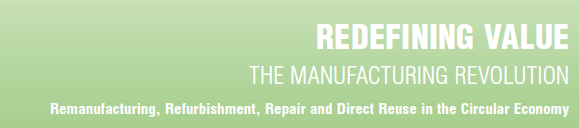 REDEFINING VALUE
THE MANUFACTURING REVOLUTION
Remanufacturing, Refurbishment, Repair and Direct Reuse in the Circular Economy